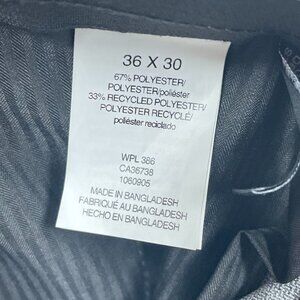 36 X 30
67% POLYESTER/
POLYESTER/poliéster
33% RECYCLED POLYESTER/
POLYESTER RECYCLÉ/
poliéster reciclado
WPL 386
CA36738
1060905
MADE IN BANGLADESH
FABRIQUÉ AU BANGLADESH
HECHO EN BANGLADESH